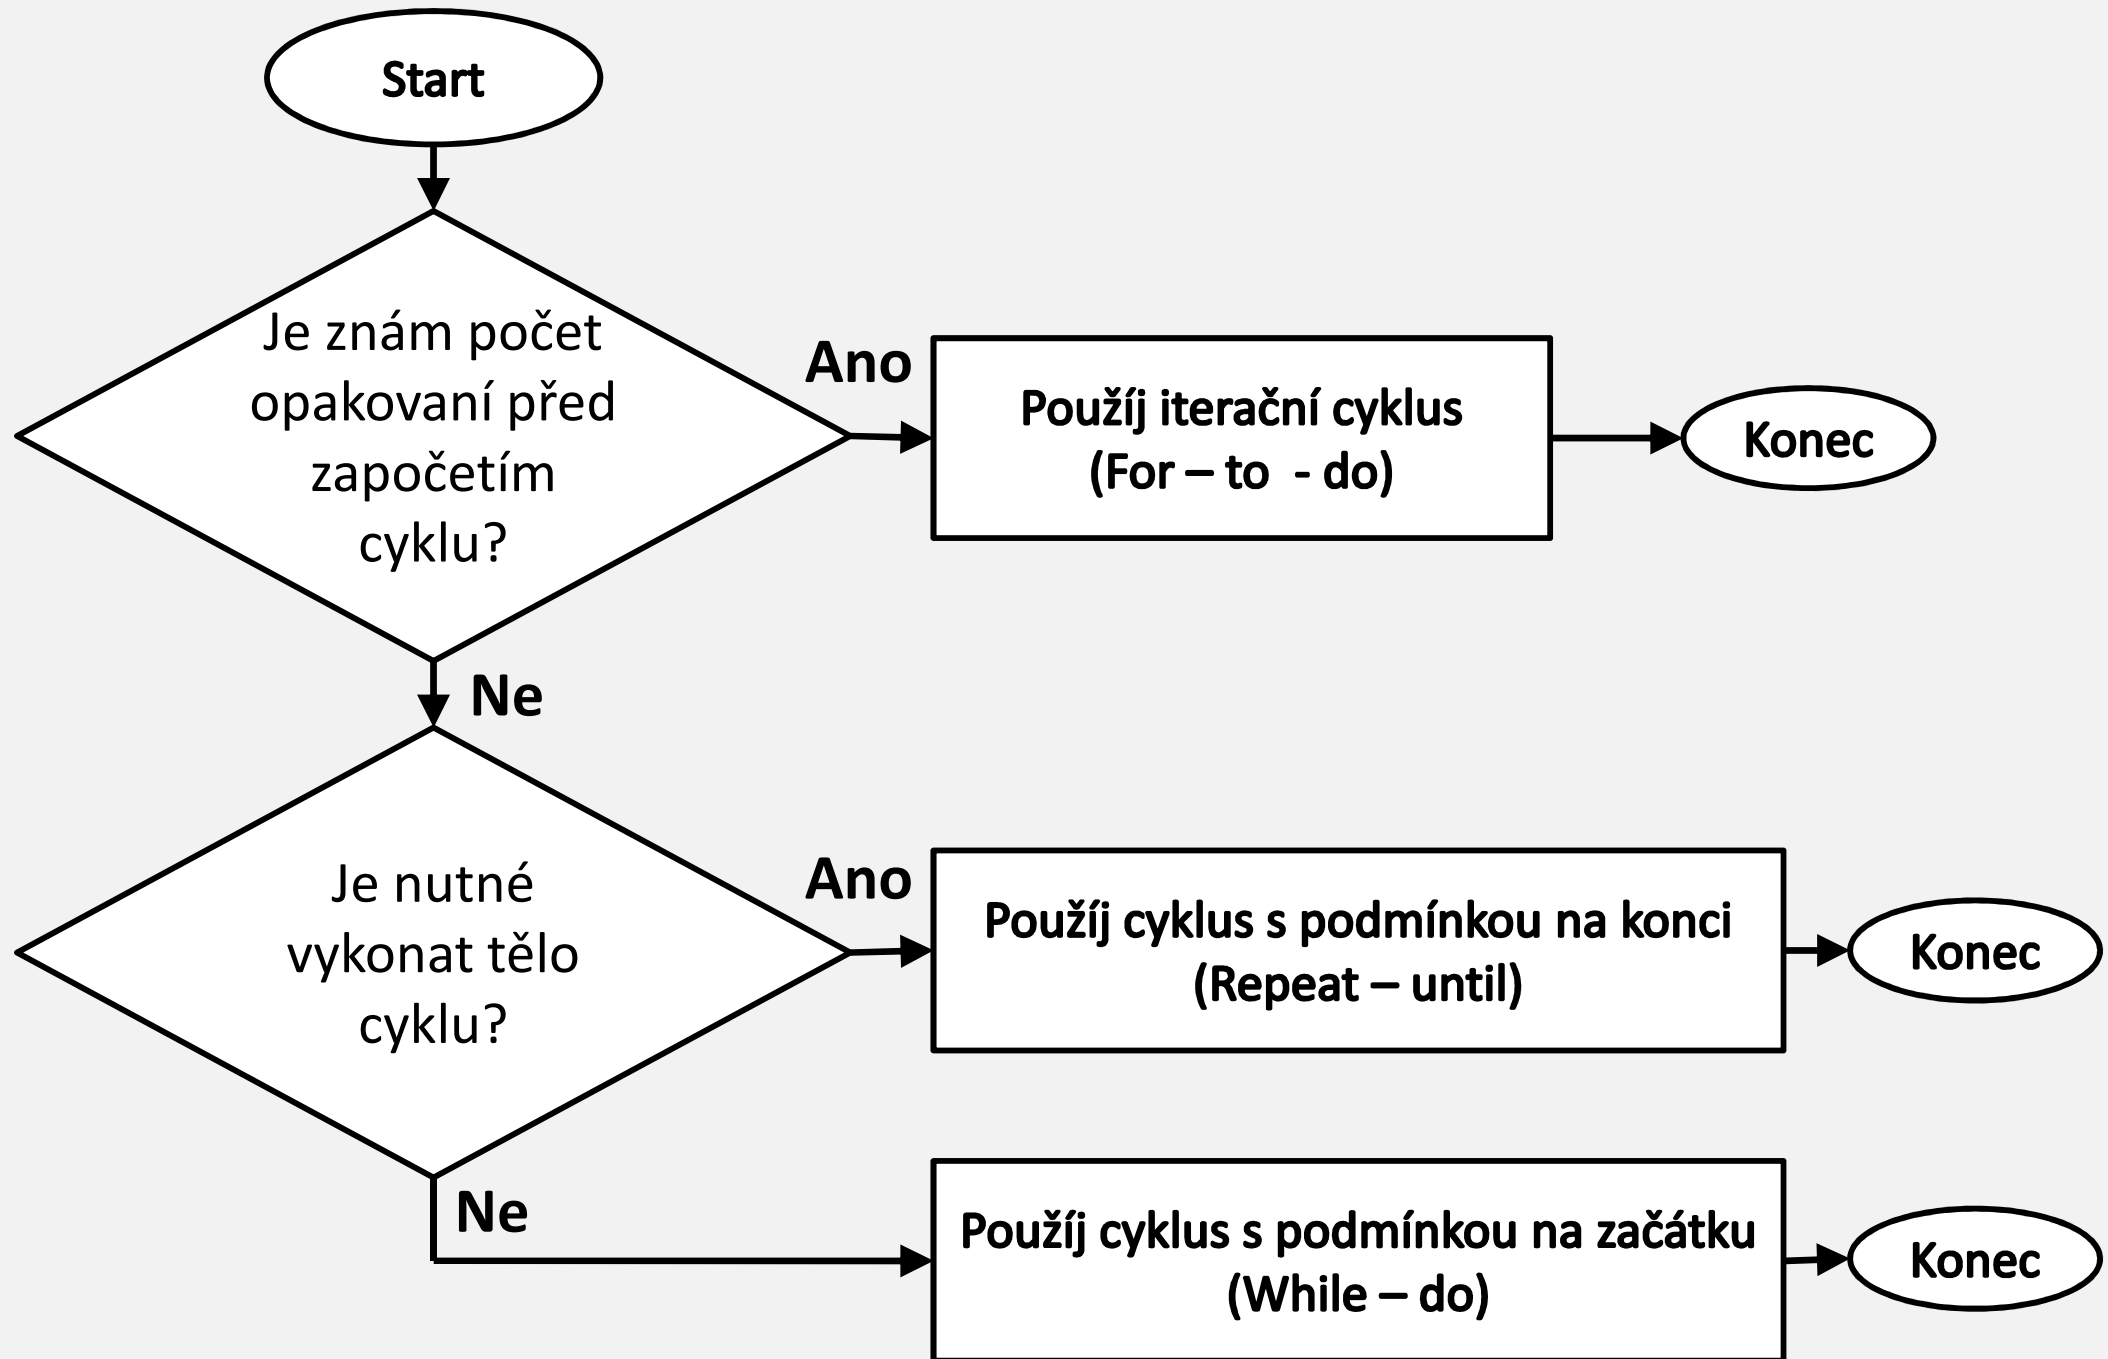 Start
Je znám počet
opakovaní před
započetím
cyklu?
Ano
Použíj iterační cyklus
(For – to  - do)
Konec
Ne
Je nutné
vykonat tělo
cyklu?
Ano
Použíj cyklus s podmínkou na konci
(Repeat – until)
Konec
Ne
Použíj cyklus s podmínkou na začátku
(While – do)
Konec